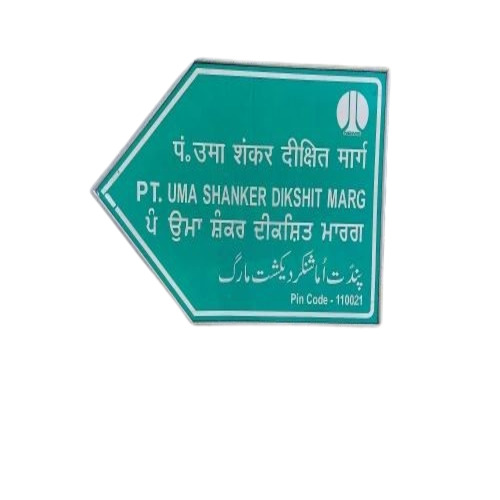 पं. उमा शंकर दीक्षित मार्ग
PT. UMA SHANKER DIKSHIT MARG
ਪੰ ਉਮਾ ਸ਼ੰਕਰ ਦੀਕਸ਼ਿਤ ਮਾਰਗ
پنڈت اُما شنکر دیکشت مارگ
Pin Code - 110021